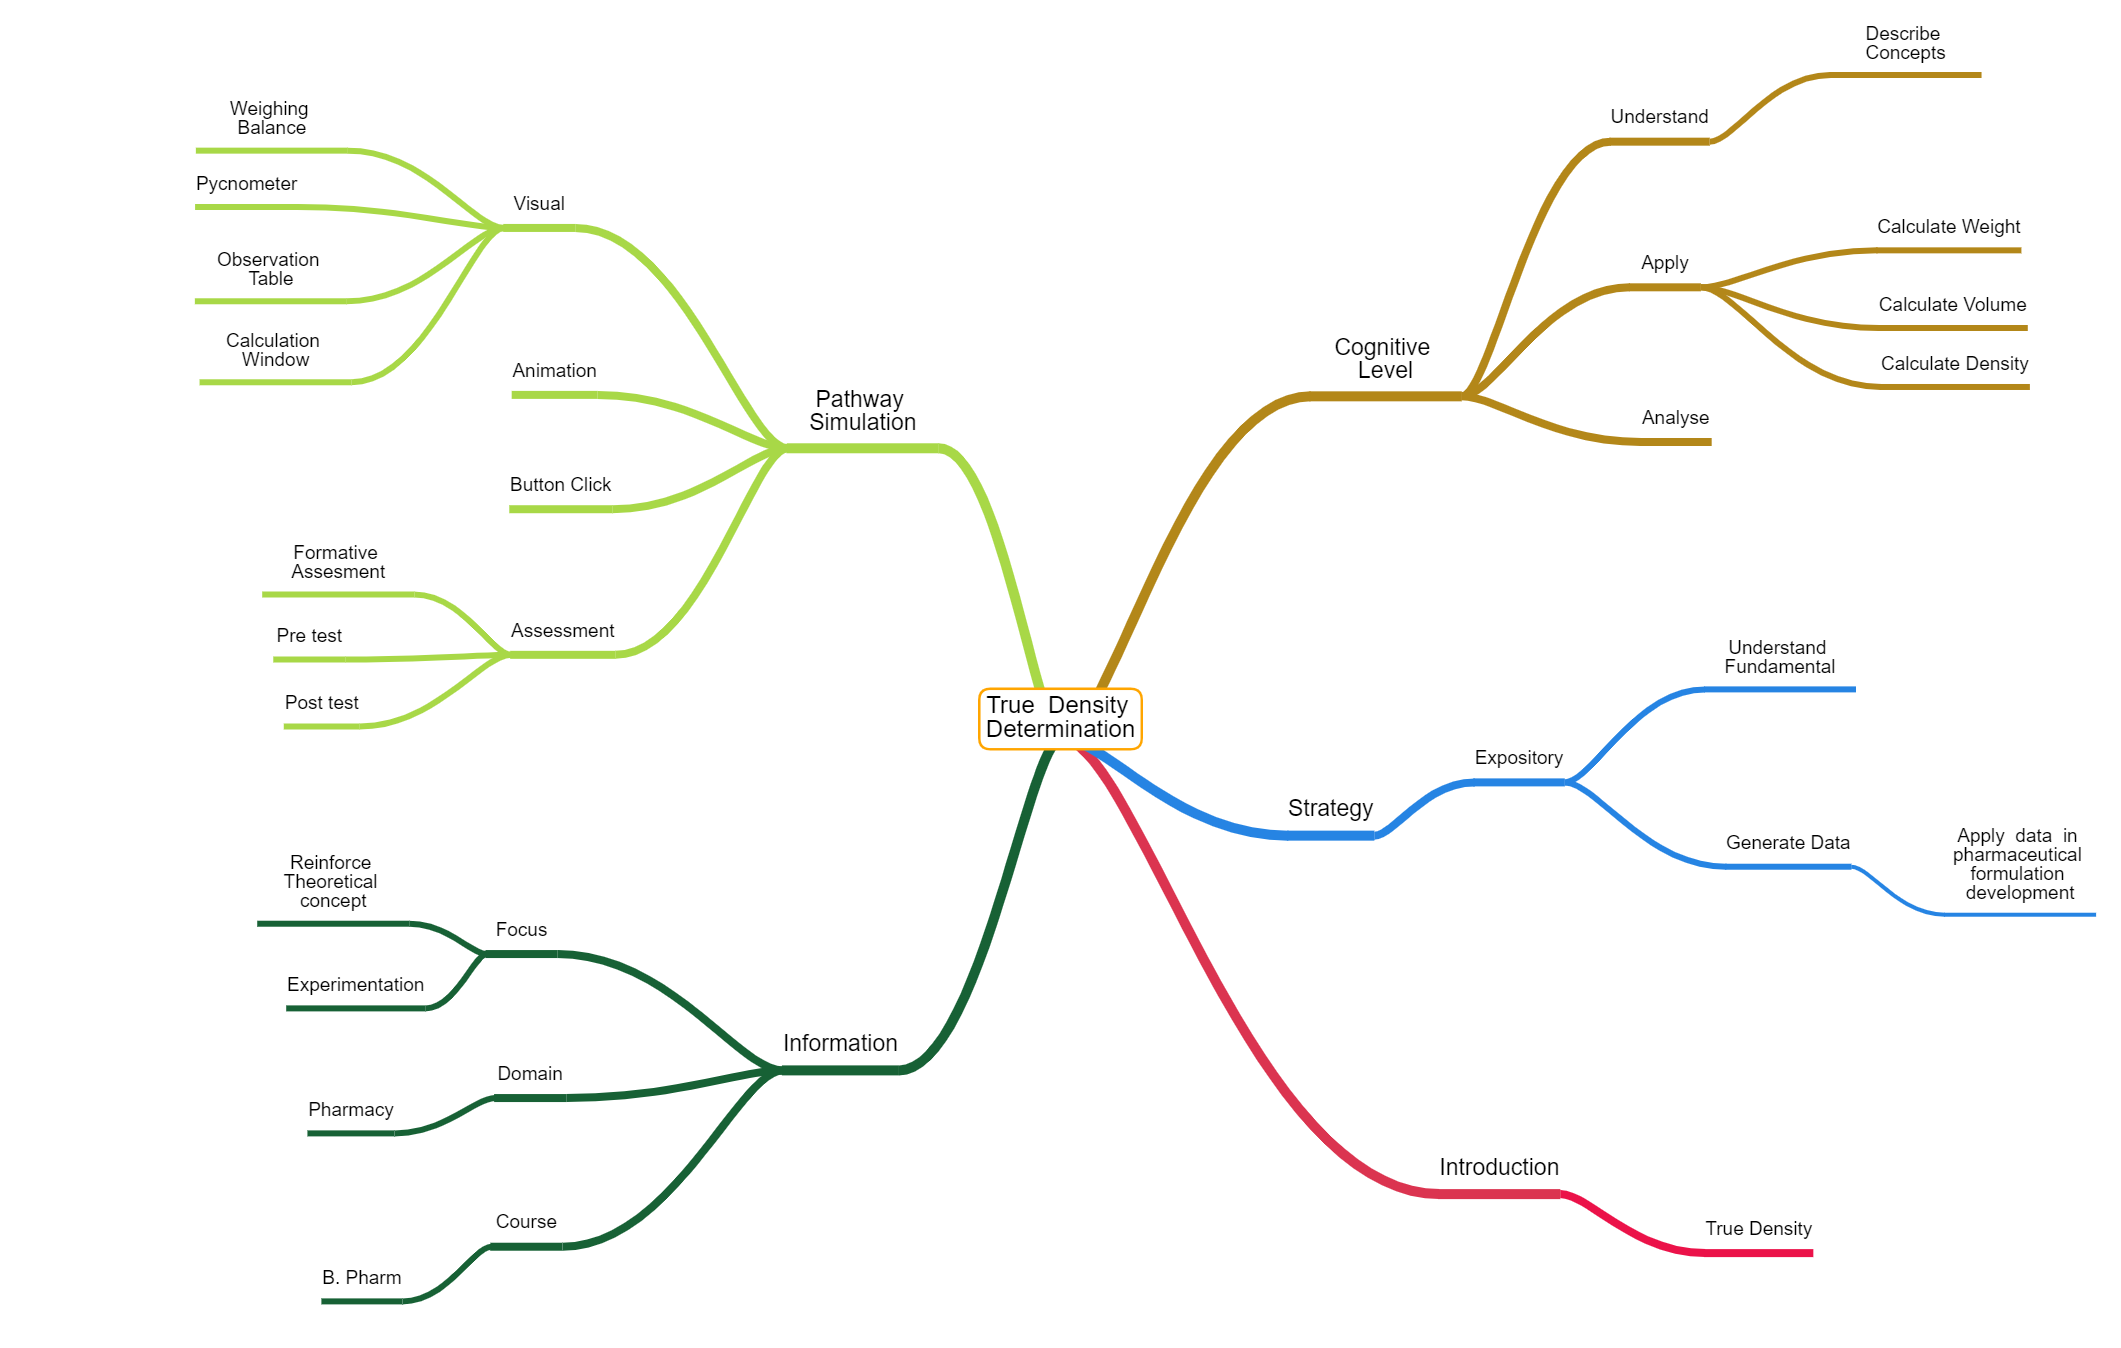 True  Density
Determination
Pathway
Simulation
Visual
Weighing
Balance
Pycnometer
Observation
Table
Calculation
Window
Animation
Button Click
Assessment
Formative
Assesment
Pre test
Post test
Information
Focus
Reinforce
Theoretical
concept
Experimentation
Domain
Pharmacy
Course
B. Pharm
Cognitive
Level
Understand
Describe
Concepts
Apply
Calculate Weight
Calculate Volume
Calculate Density
Analyse
Strategy
Expository
Understand
Fundamental
Generate Data
Apply  data  in
pharmaceutical
formulation
development
Introduction
True Density